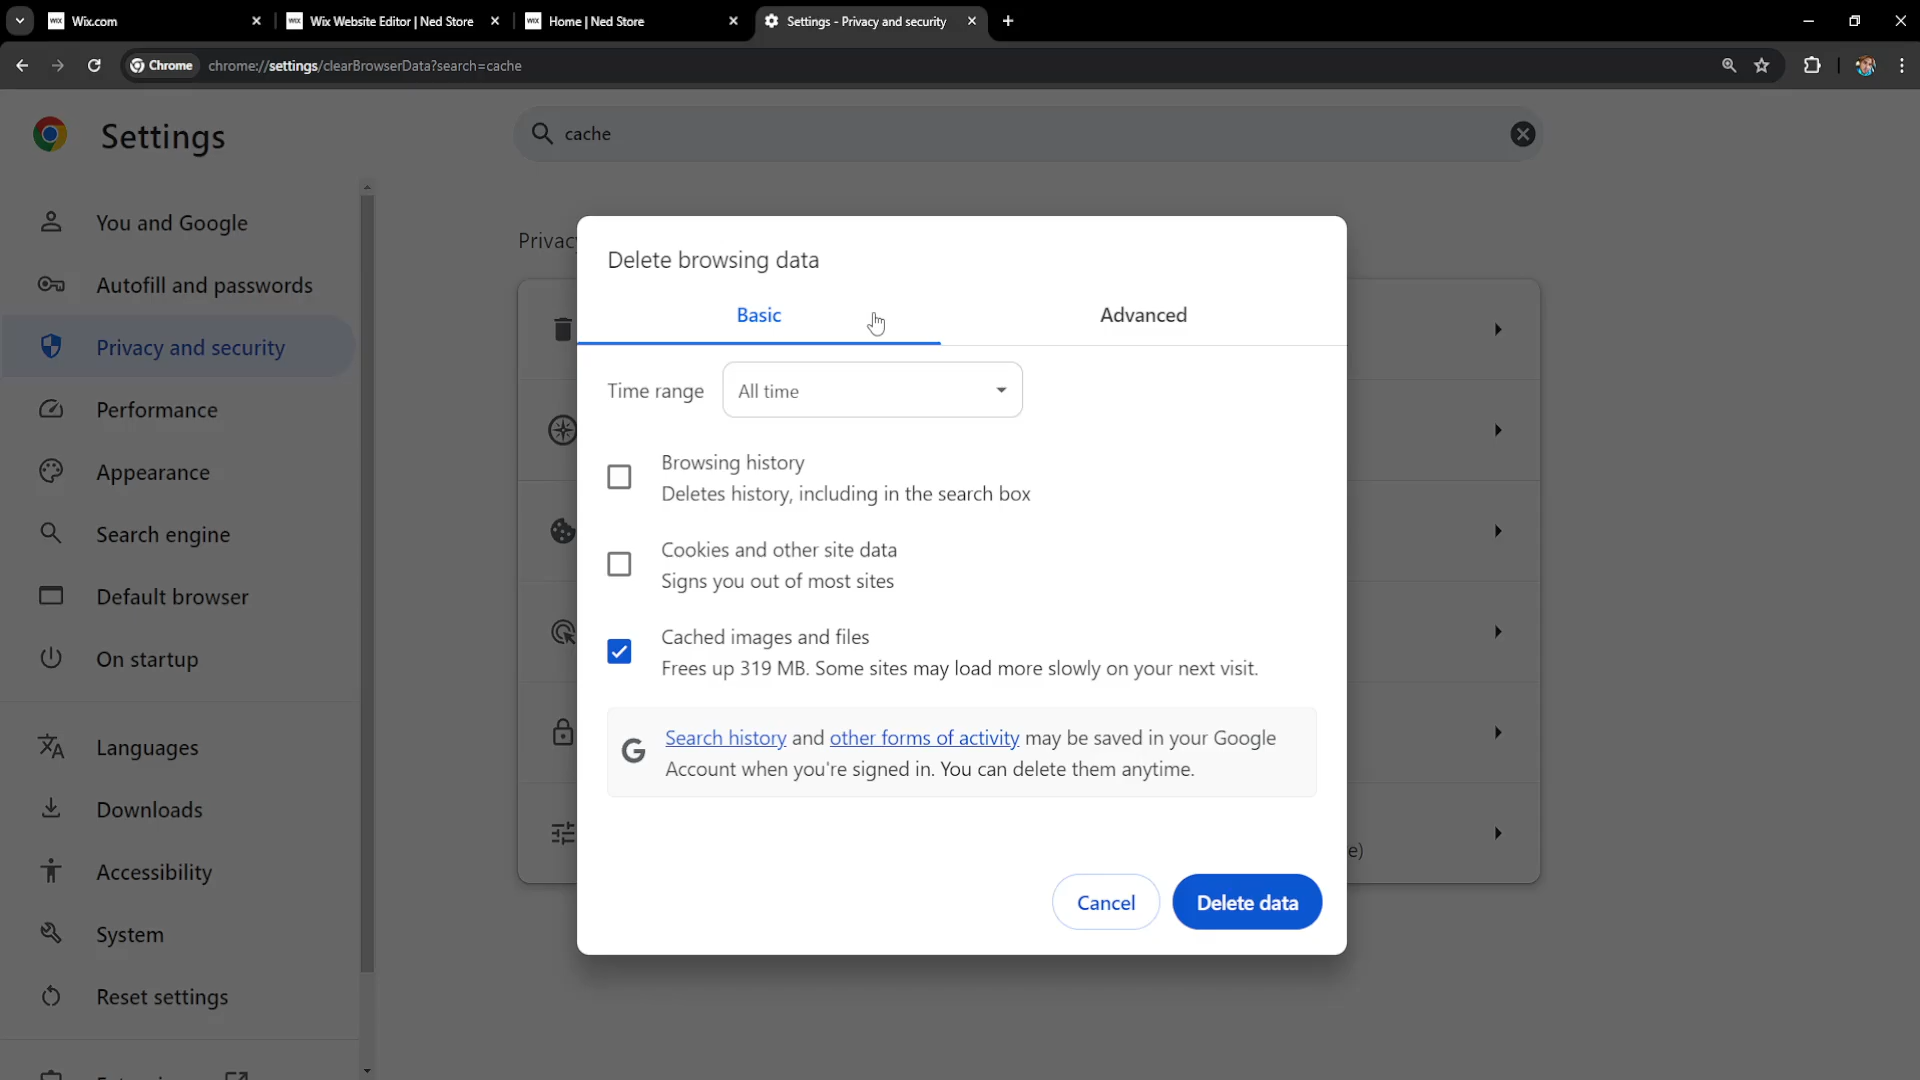 Wix.com
Wix Website Editor | Ned Store
Home | Ned Store
Settings - Privacy and security
Chrome
chrome://settings/clearBrowserData?search=cache
Settings
cache
You and Google
Autofill and passwords
Privacy and security
Performance
Appearance
Search engine
Default browser
On startup
Languages
Downloads
Accessibility
System
Reset settings
Privac
Delete browsing data
Basic
Advanced
Time range
All time
Browsing history
Deletes history, including in the search box
Cookies and other site data
Signs you out of most sites
Cached images and files
Frees up 319 MB. Some sites may load more slowly on your next visit.
Search history and other forms of activity may be saved in your Google
Account when you're signed in. You can delete them anytime.
e)
Cancel
Delete data